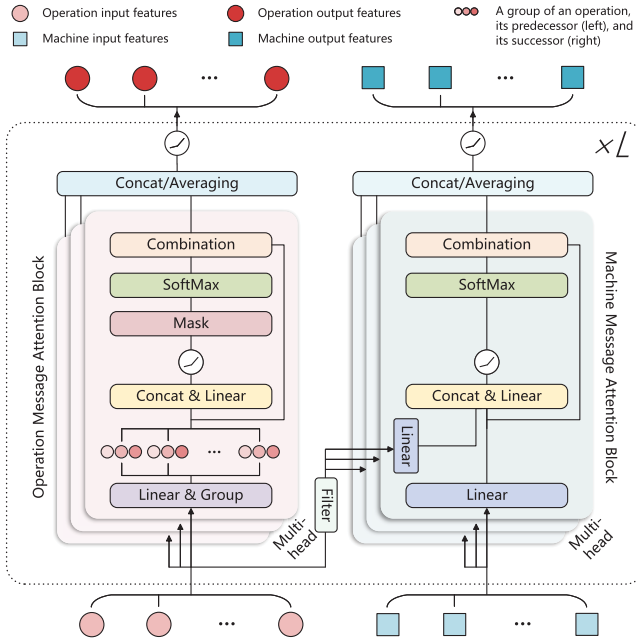 Operation input features
Operation output features
A group of an operation,
its predecessor (left), and
its successor (right)
Machine input features
Machine output features
...
...
×L
Concat/Averaging
Concat/Averaging
Operation Message Attention Block
Combination
SoftMax
Mask
Concat & Linear
...
Linear & Group
Multi-
head
Filter
Combination
SoftMax
Concat & Linear
Linear
Linear
Multi-
head
Machine Message Attention Block
...
...